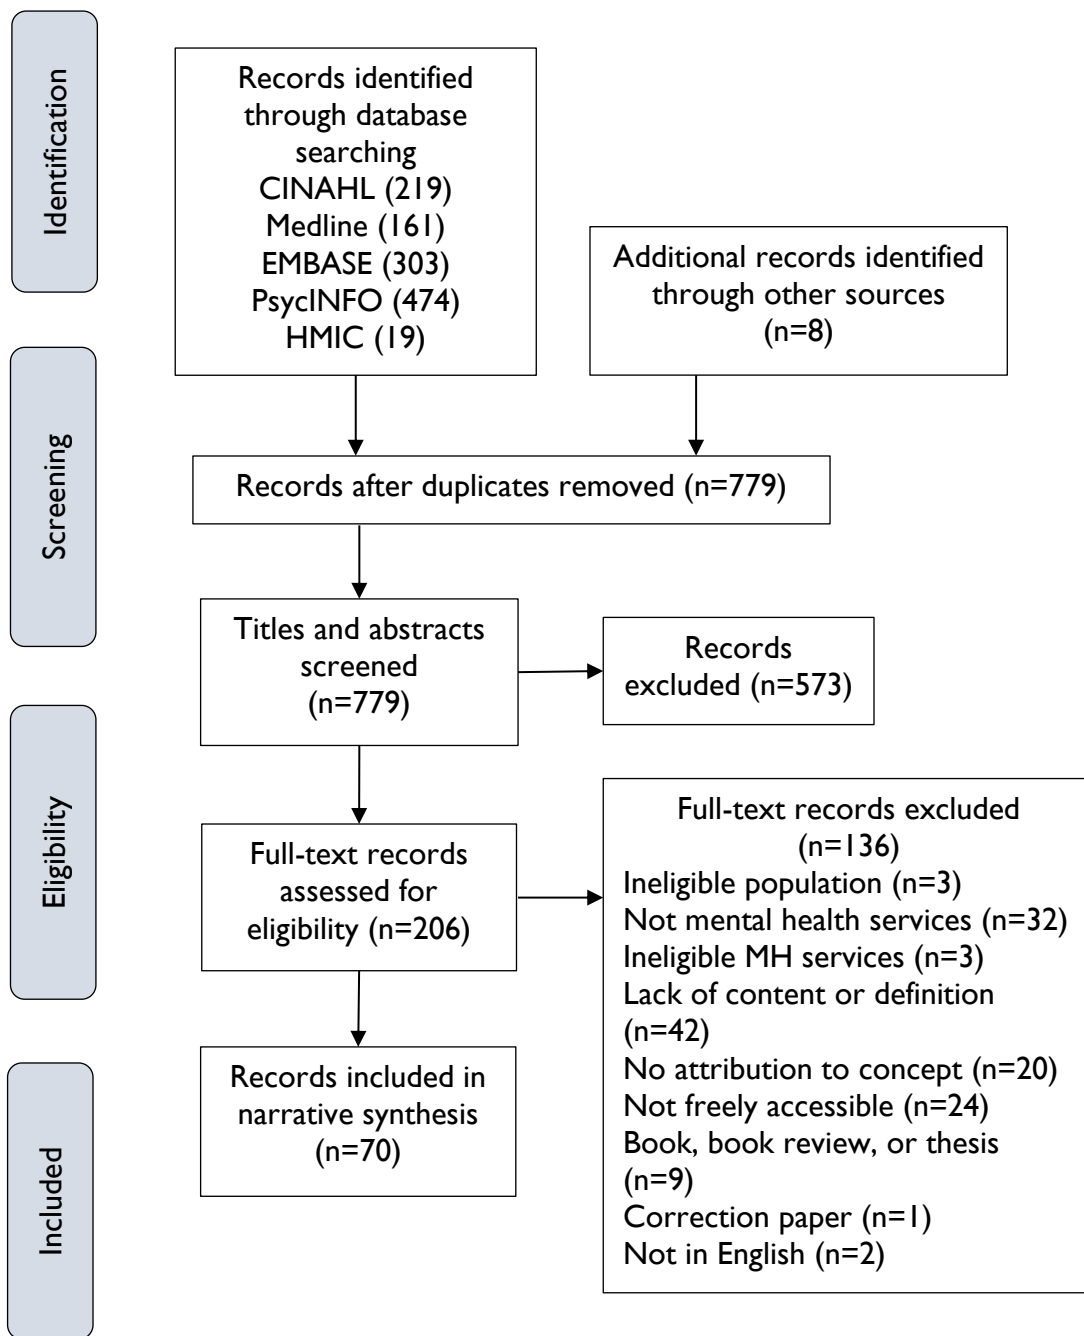 Identification
Records identified
through database
searching
CINAHL (219)
Medline (161)
EMBASE (303)
PsycINFO (474)
HMIC (19)
Additional records identified
through other sources
(n=8)
Screening
Records after duplicates removed (n=779)
Titles and abstracts
screened
(n=779)
Records
excluded (n=573)
Eligibility
Full-text records
assessed for
eligibility (n=206)
Full-text records excluded
(n=136)
Ineligible population (n=3)
Not mental health services (n=32)
Ineligible MH services (n=3)
Lack of content or definition
(n=42)
No attribution to concept (n=20)
Not freely accessible (n=24)
Book, book review, or thesis
(n=9)
Correction paper (n=1)
Not in English (n=2)
Included
Records included in
narrative synthesis
(n=70)